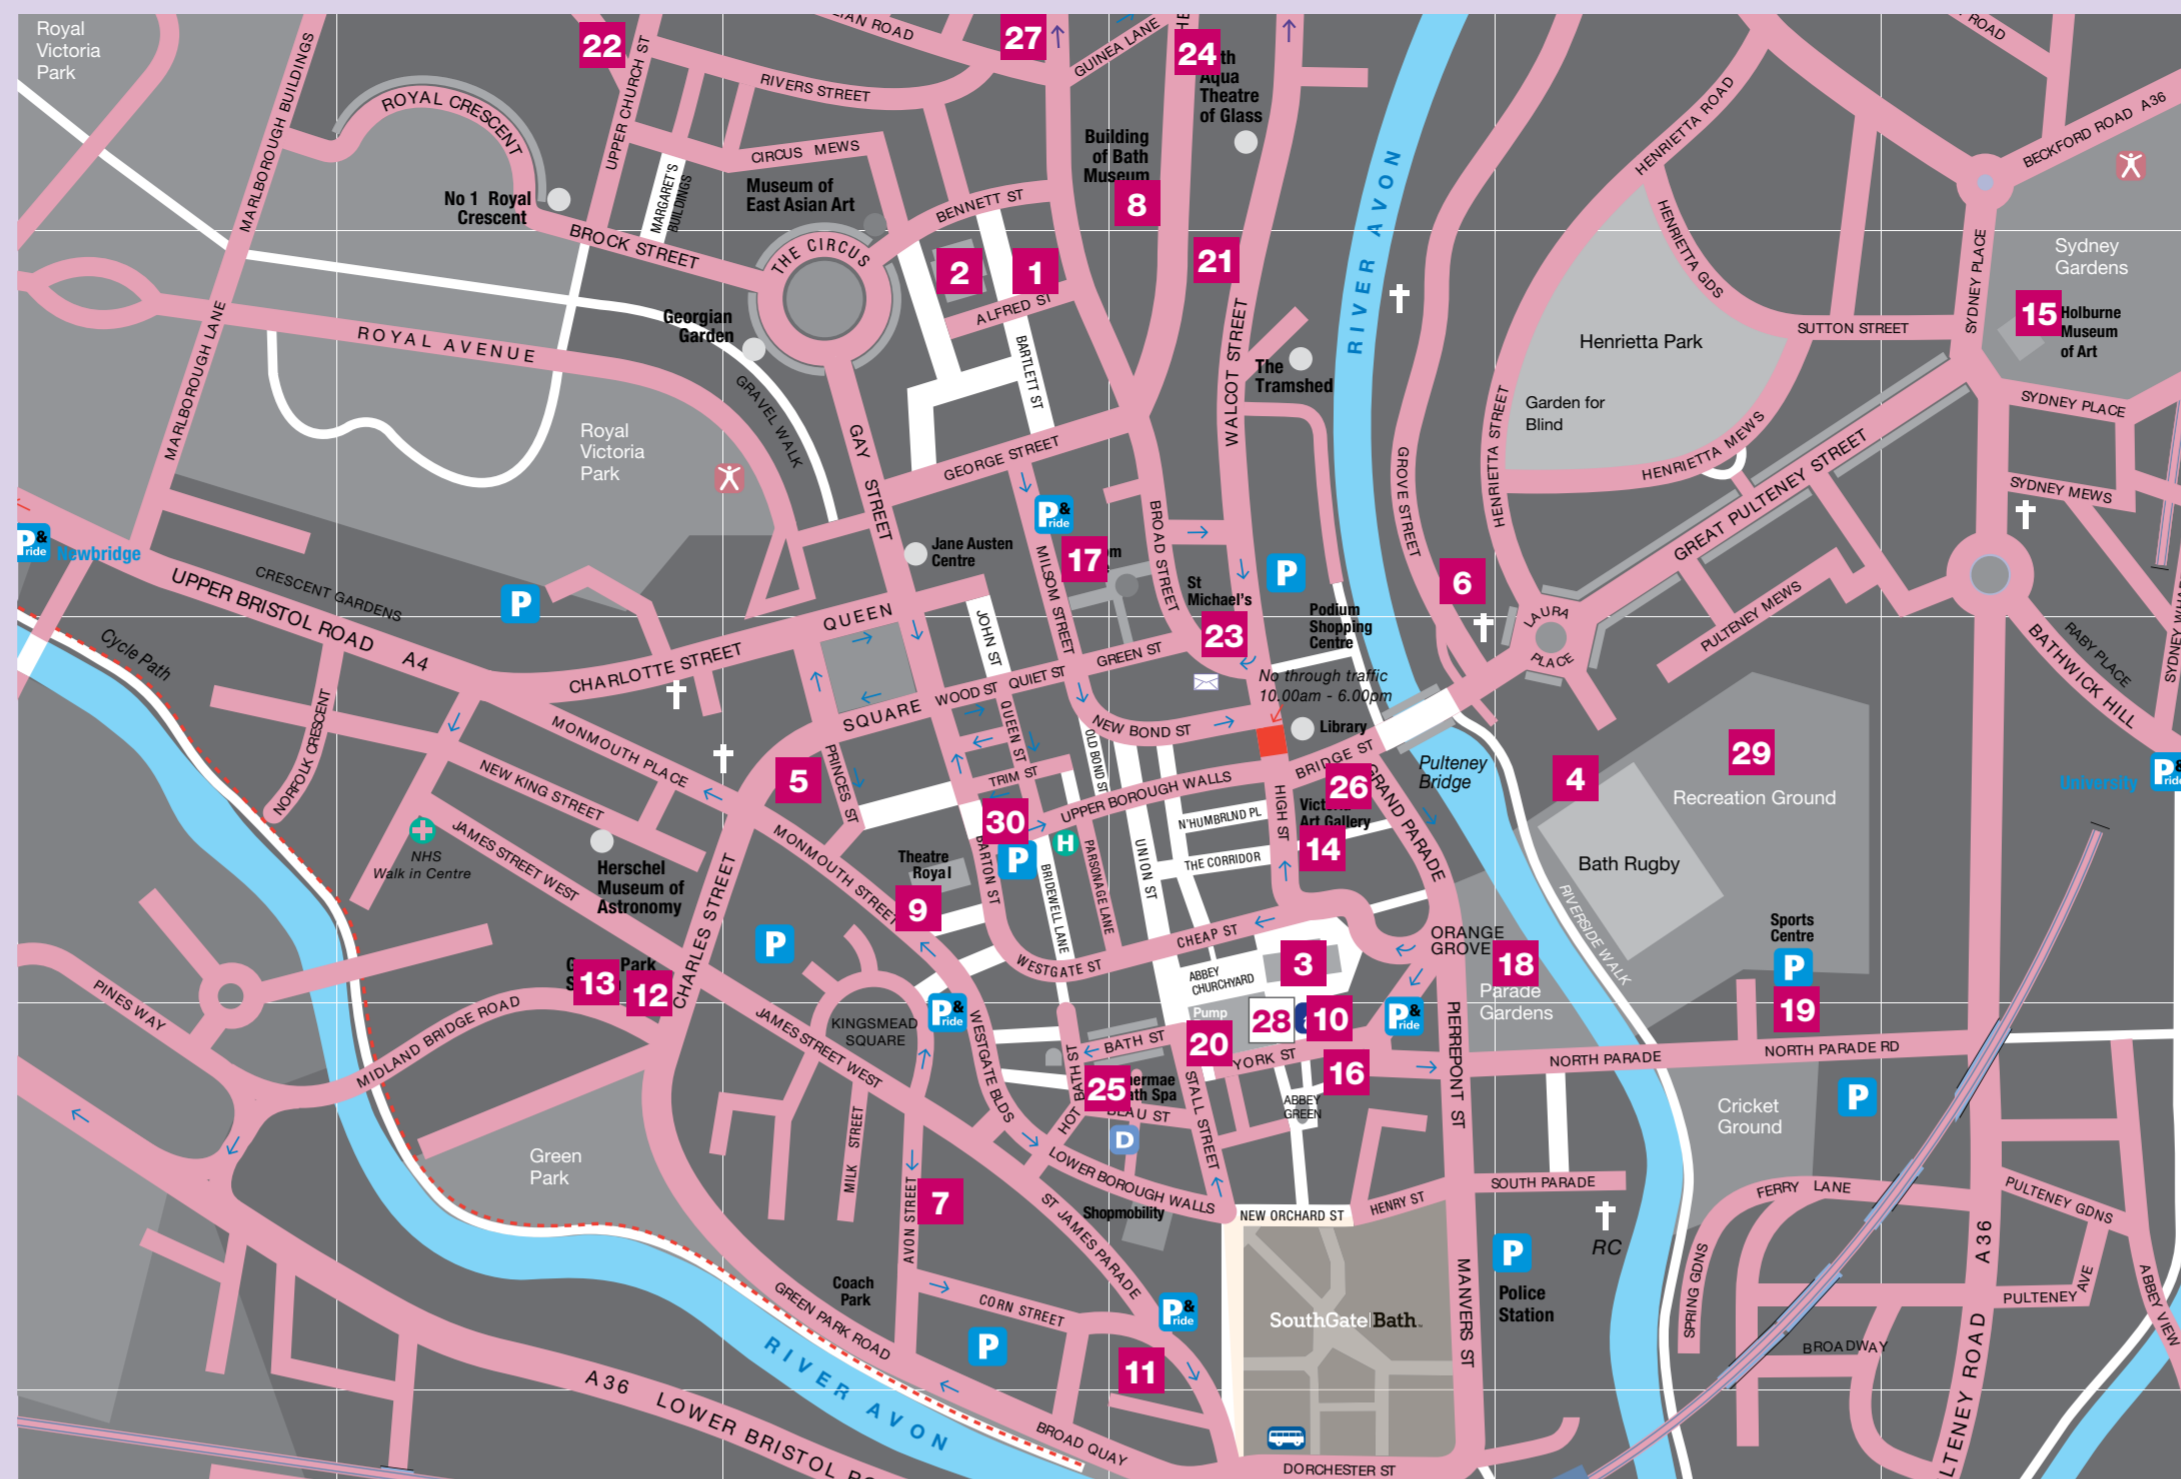 Royal
Victoria
Park
MARLBOROUGH BUILDINGS
ROYAL CRESCENT
22
UPPER CHURCH ST
RIVERS STREET
ROAD
27
GUINEA LANE
24
Aqua
Theatre
of Glass
HENRIETTA ROAD
ROAD
BECKFORD ROAD A36
CIRCUS MEWS
MARGARET'S
BUILDINGS
No 1 Royal
Crescent
BROCK STREET
Museum of
East Asian Art
THE CIRCUS
BENNETT ST
Building
of Bath
Museum
8
2
1
ALFRED ST
21
RIVER AVON
HENRIETTA GDS
SYDNEY PLACE
Sydney
Gardens
15
Holburne
Museum
of Art
SUTTON STREET
Henrietta Park
Garden for
Blind
HENRIETTA MEWS
HENRIETTA STREET
SYDNEY PLACE
SYDNEY MEWS
ROYAL AVENUE
MARLBOROUGH LANE
Georgian
Garden
GRAVEL WALK
Royal
Victoria
Park
GAY STREET
BARTLETT ST
GEORGE STREET
WALCOT STREET
The
Tramshed
GROVE STREET
GREAT PULTENEY STREET
P&
ride
Newbridge
UPPER BRISTOL ROAD A4
CRESCENT GARDENS
P
Cycle Path
CHARLOTTE STREET
QUEEN
SQUARE
Jane Austen
Centre
P&
ride
17
MILSOM STREET
BROAD STREET
St
Michael's
23
P
Podium
Shopping
Centre
6
LAURA
PLACE
PULTENEY MEWS
BATHWICK HILL
RABY PLACE
JOHN ST
WOOD ST
QUIET ST
GREEN ST
No through traffic
10.00am - 6.00pm
Library
NEW BOND ST
OLD BOND ST
QUEEN ST
TRIM ST
PRINCES ST
5
NORFOLK CRESCENT
MONMOUTH PLACE
NEW KING STREET
JAMES STREET WEST
NHS
Walk in Centre
Herschel
Museum of
Astronomy
MONMOUTH STREET
CHARLES STREET
Theatre
Royal
9
30
P
H
BARTON ST
BRIDEWELL LANE
PARSONAGE LANE
UPPER BOROUGH WALLS
UNION ST
N'HUMBRLND PL
THE CORRIDOR
HIGH ST
BRIDGE ST
26
Art Gallery
14
GRAND PARADE
Pulteney
Bridge
4
29
Recreation Ground
Bath Rugby
RIVERSIDE WALK
University
P&
ride
Sports
Centre
P
19
PINES WAY
MIDLAND BRIDGE ROAD
Park
13
12
P
KINGSMEAD
SQUARE
P&
ride
WESTGATE ST
CHEAP ST
ABBEY
CHURCHYARD
3
ORANGE
GROVE
18
Parade
Gardens
Pump
28
10
P&
ride
20
YORK ST
16
BATH ST
HOT BATH ST
25
BEAU ST
D
WESTGATE BLDS
JAMES STREET WEST
MILK STREET
AVON STREET
7
STALL STREET
ABBEY
GREEN
PIERREPONT ST
NORTH PARADE
NORTH PARADE RD
P
Cricket
Ground
Green
Park
LOWER BOROUGH WALLS
Shopmobility
ST JAMES PARADE
NEW ORCHARD ST
HENRY ST
SOUTH PARADE
RC
FERRY LANE
PULTENEY GDNS
Coach
Park
CORN STREET
P
P&
ride
11
SouthGate|Bath
MANVERS ST
P
Police
Station
SPRING GDNS
A36
PULTENEY AVE
ABBEY VIEW
BROADWAY
GREEN PARK ROAD
RIVER AVON
A36 LOWER BRISTOL
BROAD QUAY
DORCHESTER ST